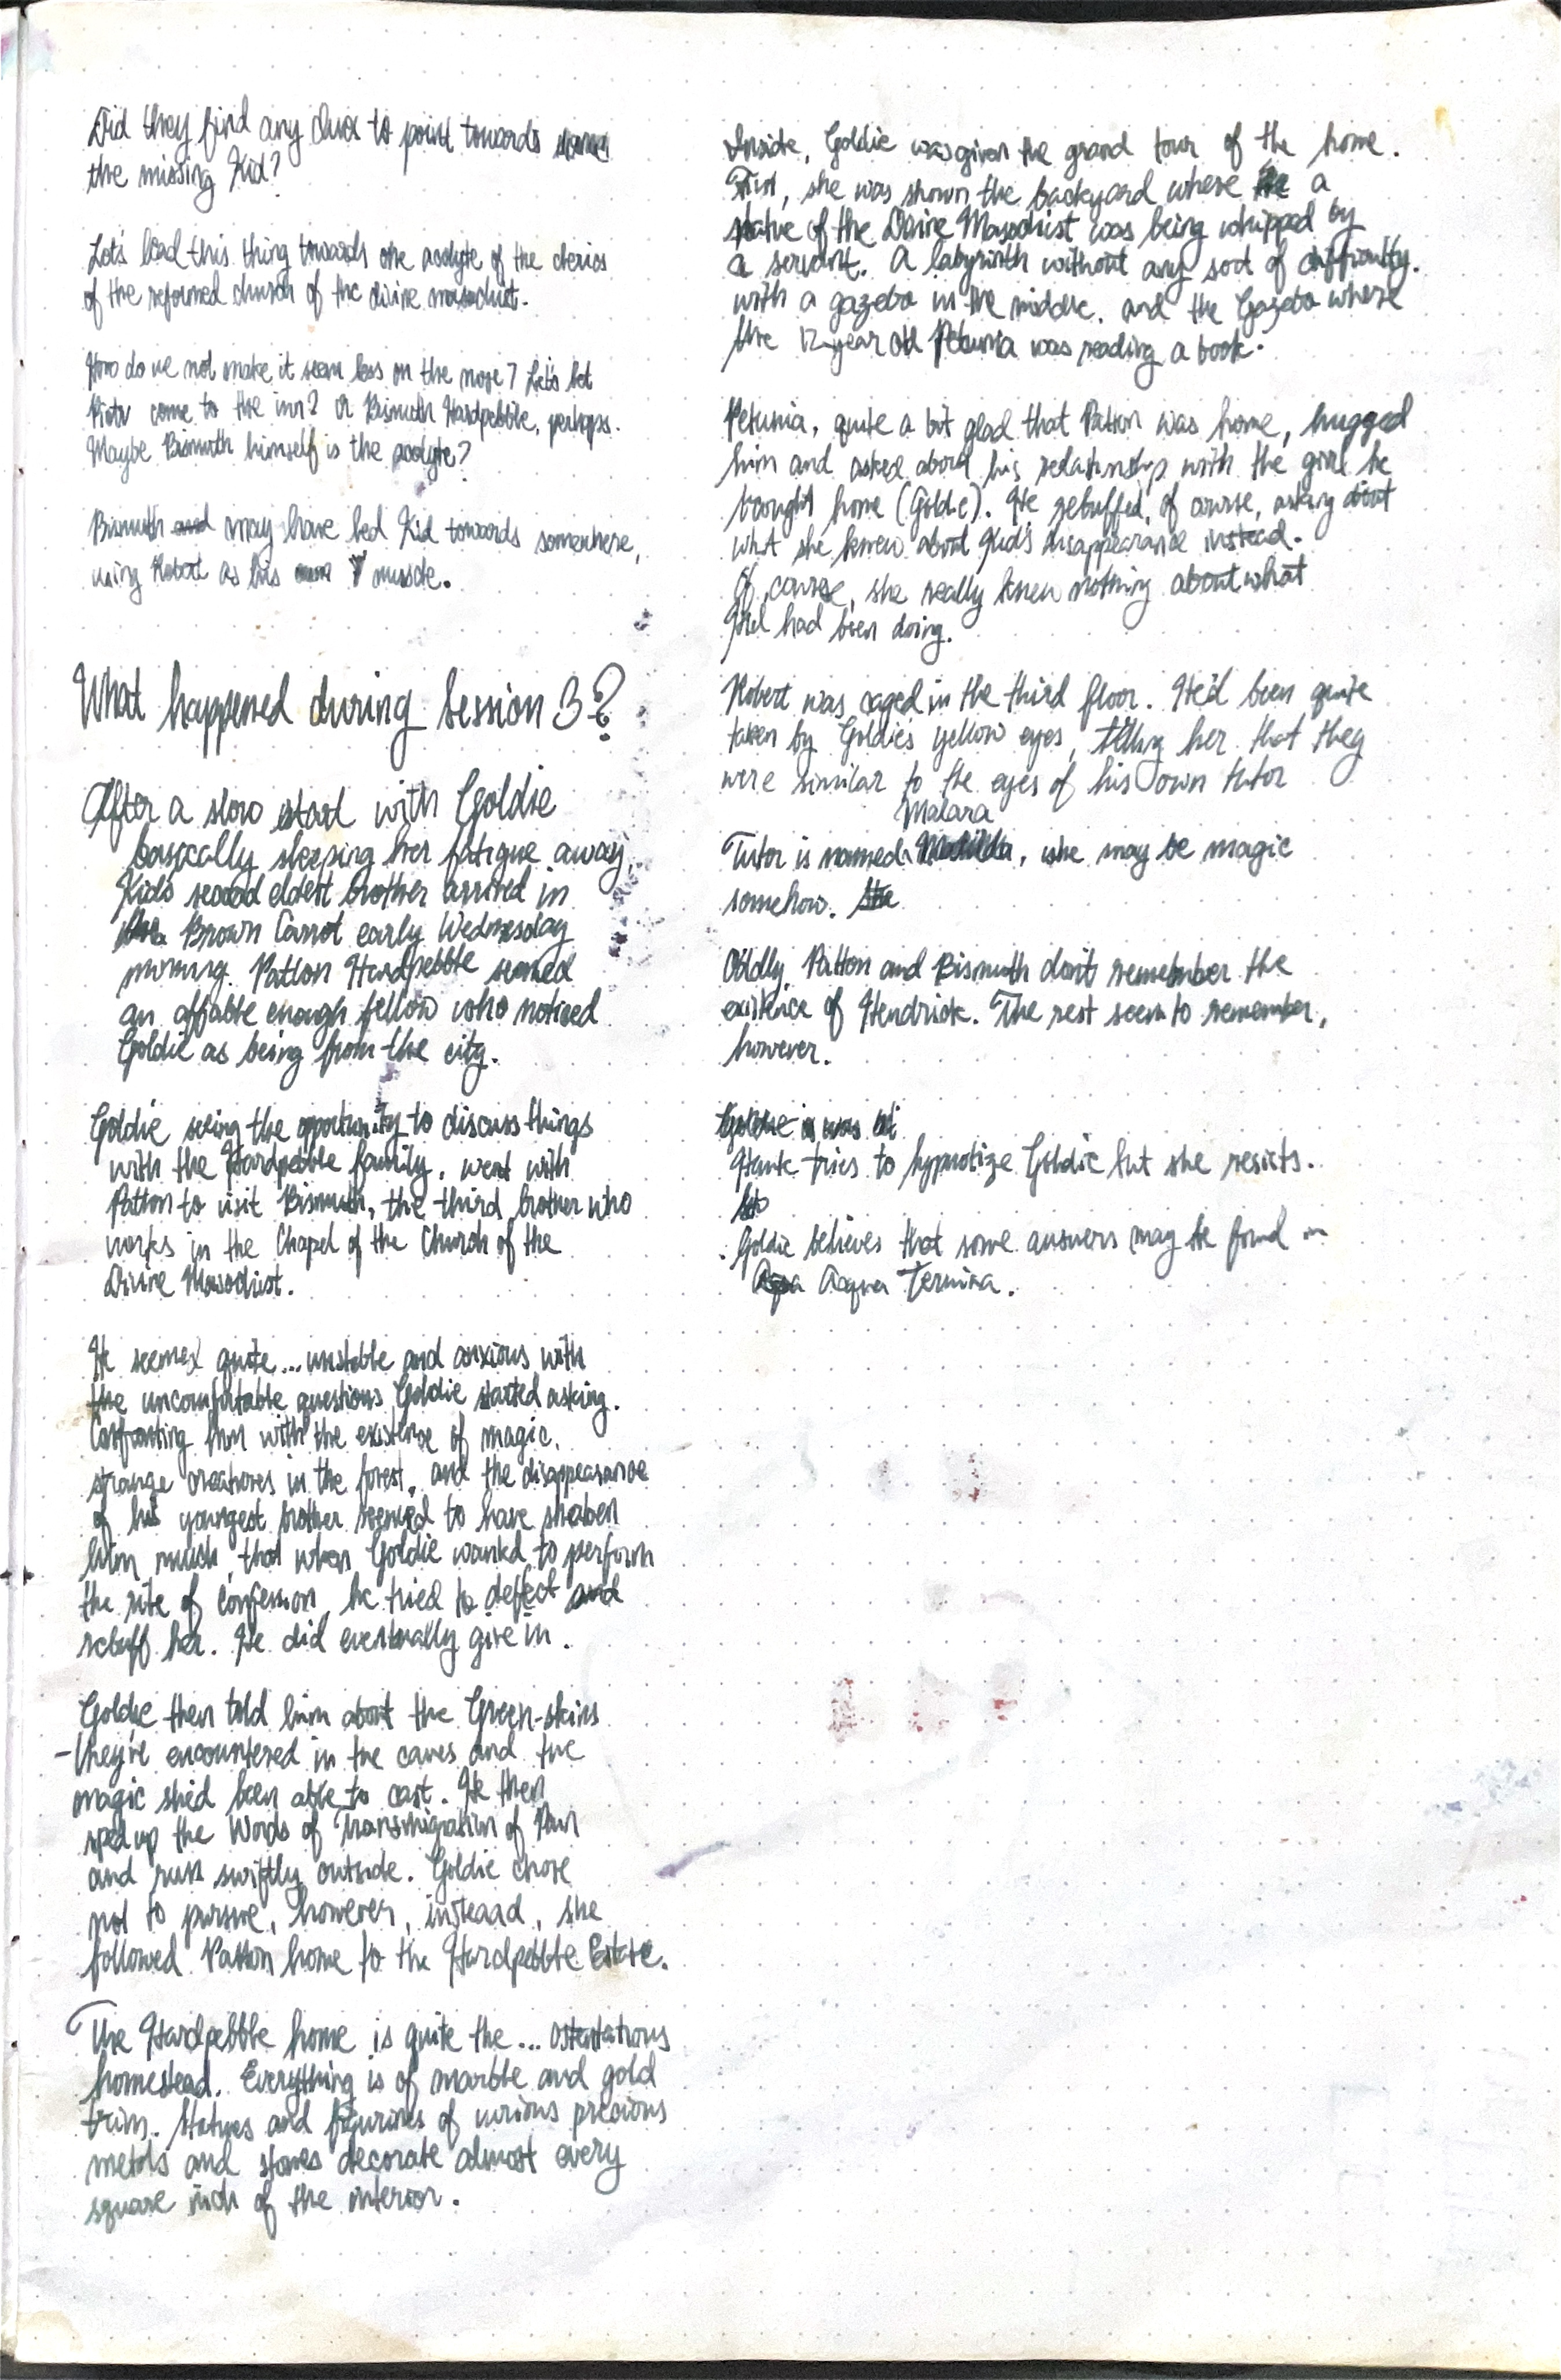 Did they find any clues to point towards
the missing Kid?
Let's lead this thing towards one acolyte of the clerics
of the reformed church of the divine masochist.
How do we not make it seem less on the nose? Let's let
come to the inn? Or Bismuth Hardpebble, perhaps.
Maybe Bismuth himself is the acolyte?
Bismuth and may have led Kid towards somewhere,
using Robert as his muscle.
What happened during Session 3?
After a slow start with Goldie
basically sleeping her fatigue away,
Kid's second eldest brother arrived in
the Brown Carrot early Wednesday
morning. Patton Hardpebble seemed
an affable enough fellow who noticed
Goldie as being from the city.
Goldie seeing the opportunity to discuss things
with the Hardpebble family, went with
Patton to visit Bismuth, the third brother who
works in the Chapel of the Church of the
Divine Masochist.
He seemed quite... unstable and anxious with
the uncomfortable questions Goldie started asking.
Confronting him with the existence of magic,
strange creatures in the forest, and the disappearance
of his youngest brother seemed to have shaken
him much, that when Goldie wanted to perform
the rite of confession, he tried to deflect and
rebuff her. He did eventually give in.
Goldie then told him about the Green-skins
- they've encountered in the caves and the
magic she'd been able to cast. He then
sped up the Words of Transmigration of Pain
and runs swiftly outside. Goldie chose
not to pursue, however, instead, she
followed Patton home to the Hardpebble Estate.
The Hardpebble home is quite the... ostentatious
homestead. Everything is of marble and gold
trim. Statues and figurines of various precious
metals and stones decorate almost every
square inch of the interior.
Inside, Goldie was given the grand tour of the home.
First, she was shown the backyard where the a
statue of the Divine Masochist was being whipped by
a servant. A labyrinth without any sort of difficulty.
with a gazebo in the middle. and the Gazebo where
the 12-year old Petunia was reading a book.
Petunia, quite a bit glad that Patton was home, hugged
him and asked about his relationship with the girl he
brought home (Goldie). He rebuffed, of course, asking about
what she knew about Kid's disappearance instead.
Of course, she really knew nothing about what
Kid had been doing.
Robert was caged in the third floor. He'd been quite
taken by Goldie's yellow eyes, telling her that they
were similar to the eyes of his own tutor
Malara
Tutor is named Matilda, she may be magic
somehow. She
Oddly, Patton and Bismuth don't remember the
existence of Hendrick. The rest seem to remember,
however.
Goldie is was
Hank tries to hypnotize Goldie but she resists.
Goldie believes that some answers may be found in
Aqua Acqua Termina.